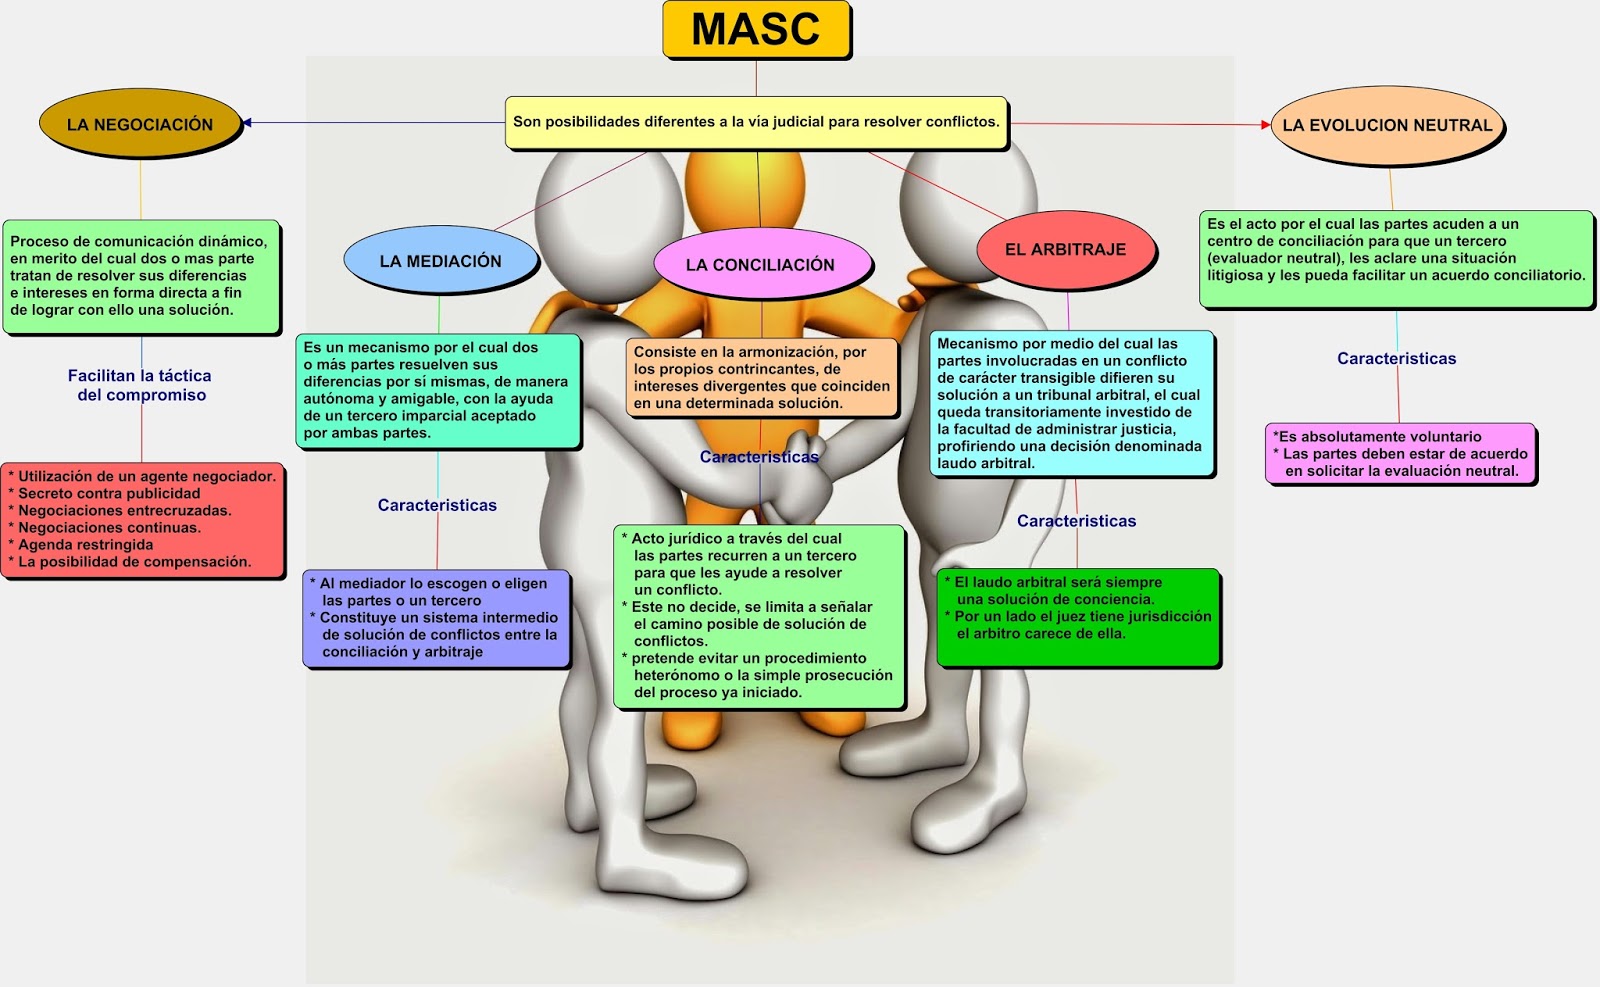 MASC
Son posibilidades diferentes a la vía judicial para resolver conflictos.
LA NEGOCIACIÓN
Proceso de comunicación dinámico,
en merito del cual dos o mas parte
tratan de resolver sus diferencias
e intereses en forma directa a fin
de lograr con ello una solución.
Facilitan la táctica
del compromiso
* Utilización de un agente negociador.
* Secreto contra publicidad
* Negociaciones entrecruzadas.
* Negociaciones continuas.
* Agenda restringida
* La posibilidad de compensación.
LA MEDIACIÓN
Es un mecanismo por el cual dos
o más partes resuelven sus
diferencias por sí mismas, de manera
autónoma y amigable, con la ayuda
de un tercero imparcial aceptado
por ambas partes.
Caracteristicas
* Al mediador lo escogen o eligen
las partes o un tercero
* Constituye un sistema intermedio
de solución de conflictos entre la
conciliación y arbitraje
LA CONCILIACIÓN
Consiste en la armonización, por
los propios contrincantes, de
intereses divergentes que coinciden
en una determinada solución.
Caracteristicas
* Acto jurídico a través del cual
las partes recurren a un tercero
para que les ayude a resolver
un conflicto.
* Este no decide, se limita a señalar
el camino posible de solución de
conflictos.
* pretende evitar un procedimiento
heterónomo o la simple prosecución
del proceso ya iniciado.
EL ARBITRAJE
Mecanismo por medio del cual las
partes involucradas en un conflicto
de carácter transigible difieren su
solución a un tribunal arbitral, el cual
queda transitoriamente investido de
la facultad de administrar justicia,
profiriendo una decisión denominada
laudo arbitral.
Caracteristicas
* El laudo arbitral será siempre
una solución de conciencia.
* Por un lado el juez tiene jurisdicción
el arbitro carece de ella.
LA EVOLUCION NEUTRAL
Es el acto por el cual las partes acuden a un
centro de conciliación para que un tercero
(evaluador neutral), les aclare una situación
litigiosa y les pueda facilitar un acuerdo conciliatorio.
Caracteristicas
*Es absolutamente voluntario
* Las partes deben estar de acuerdo
en solicitar la evaluación neutral.